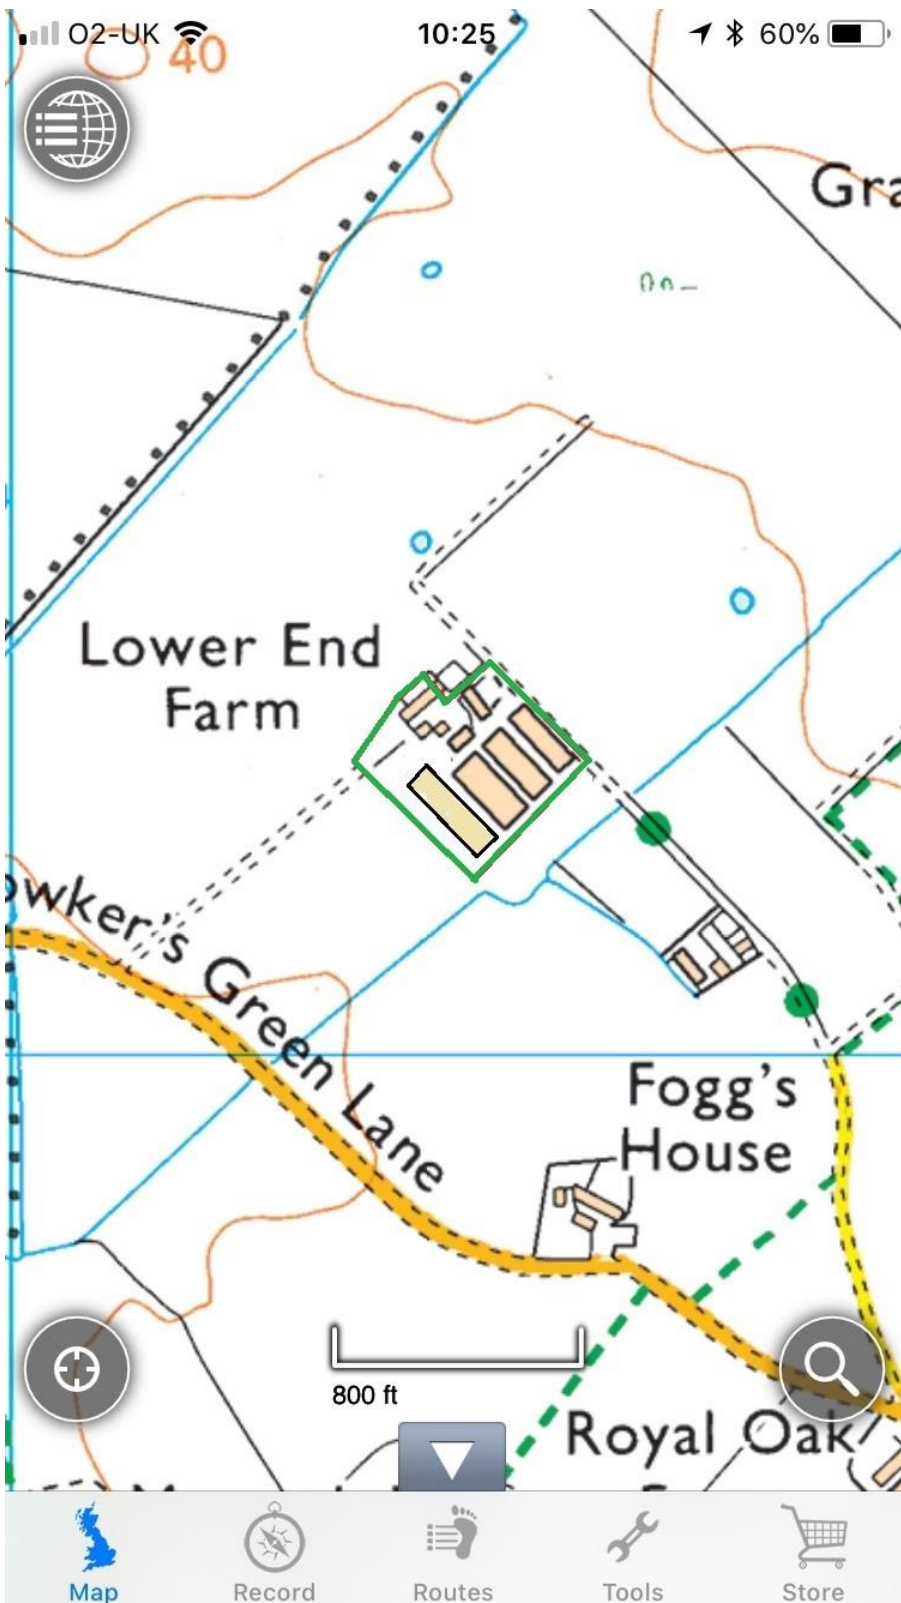 O2-UK 10:25 60%
40
Gra
Lower End
Farm
owker's Green Lane
Fogg's
House
800 ft
Royal Oak
Map Record Routes Tools Store